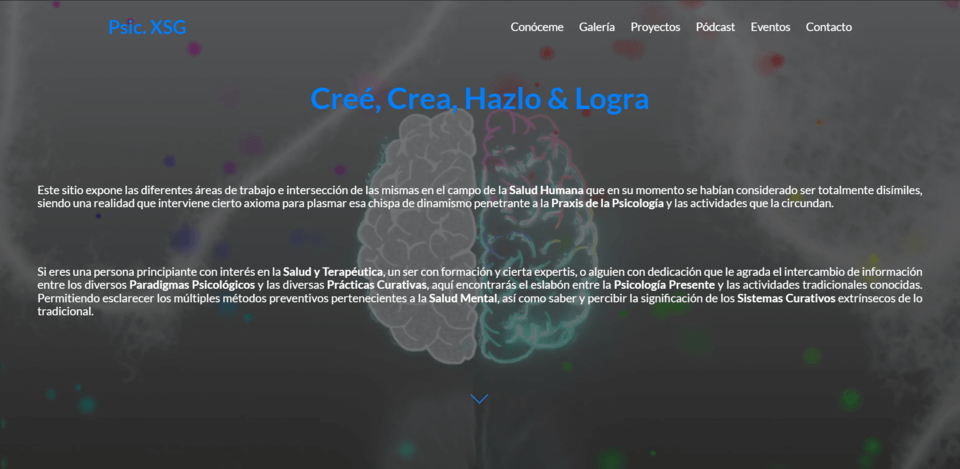 Psic. XSG
Conóceme Galería Proyectos Pódcast Eventos Contacto
Creé, Crea, Hazlo & Logra
Este sitio expone las diferentes áreas de trabajo e intersección de las mismas en el campo de la Salud Humana que en su momento se habían considerado ser totalmente disímiles,
siendo una realidad que interviene cierto axioma para plasmar esa chispa de dinamismo penetrante a la Praxis de la Psicología y las actividades que la circundan.
Si eres una persona principiante con interés en la Salud y Terapéutica, un ser con formación y cierta expertis, o alguien con dedicación que le agrada el intercambio de información
entre los diversos Paradigmas Psicológicos y las diversas Prácticas Curativas, aquí encontrarás el eslabón entre la Psicología Presente y las actividades tradicionales conocidas.
Permitiendo esclarecer los múltiples métodos preventivos pertenecientes a la Salud Mental, así como saber y percibir la significación de los Sistemas Curativos extrínsecos de lo
tradicional.